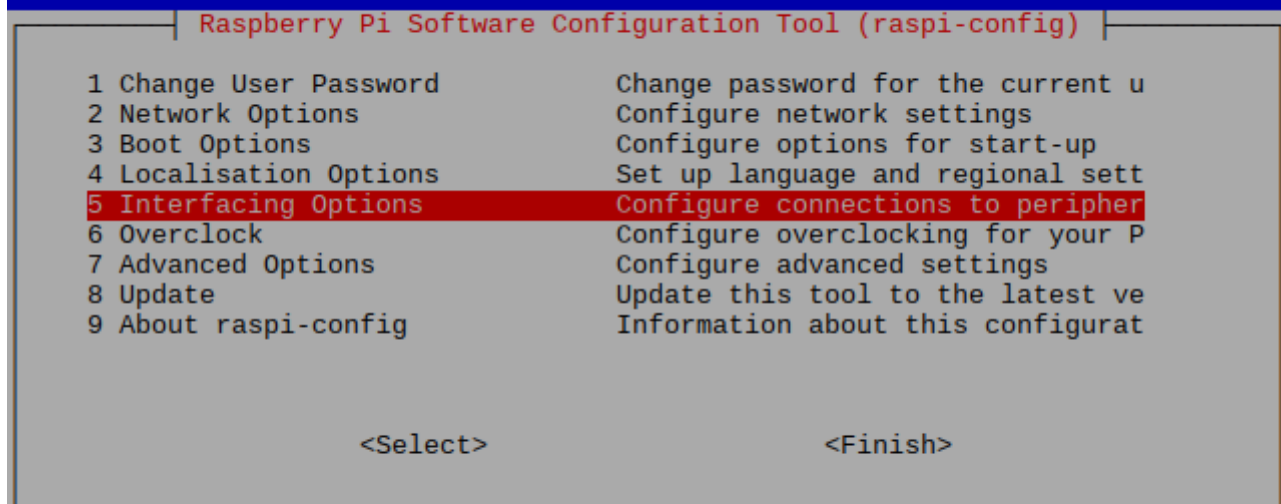 Raspberry Pi Software Configuration Tool (raspi-config)
1 Change User Password Change password for the current u
2 Network Options Configure network settings
3 Boot Options Configure options for start-up
4 Localisation Options Set up language and regional sett
5 Interfacing Options Configure connections to peripher
6 Overclock Configure overclocking for your P
7 Advanced Options Configure advanced settings
8 Update Update this tool to the latest ve
9 About raspi-config Information about this configurat
<Select> <Finish>